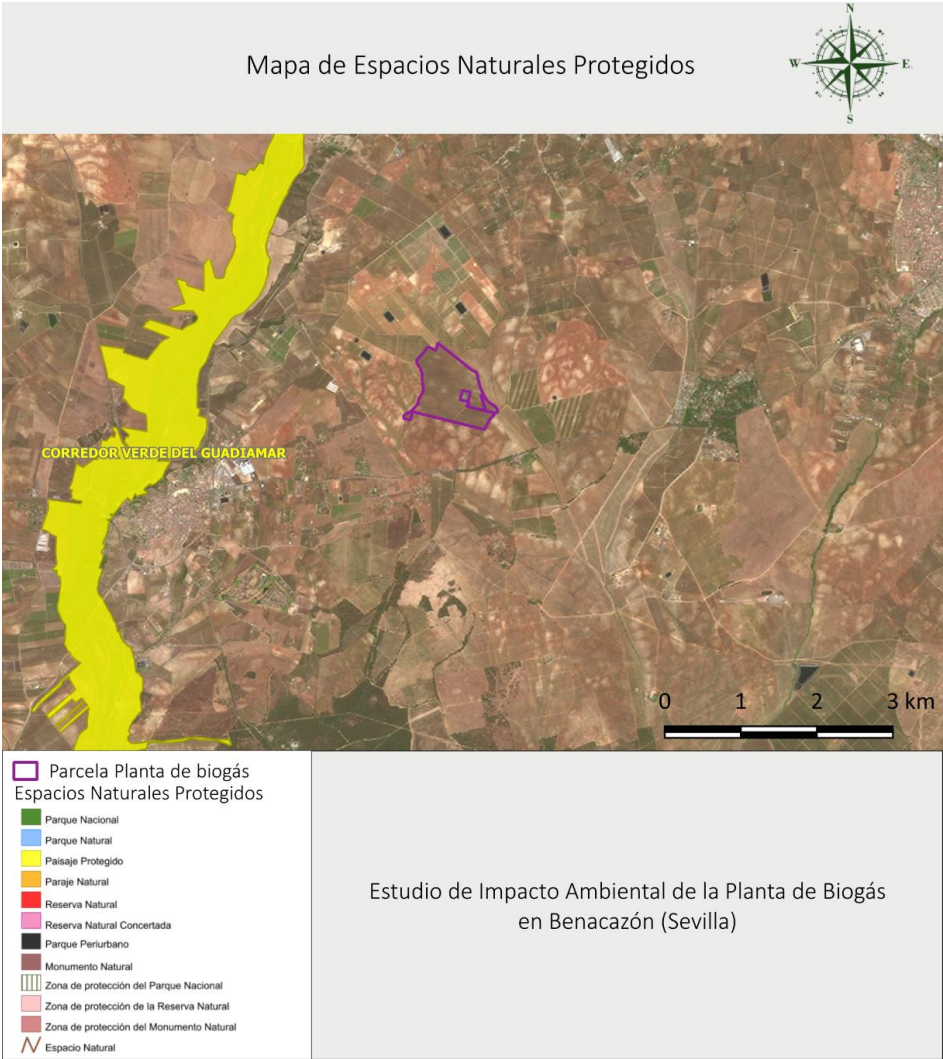 Mapa de Espacios Naturales Protegidos
N
W
E
S
CORREDOR VERDE DEL GUADIAMAR
0 1 2 3 km
Parcela Planta de biogás
Espacios Naturales Protegidos
Parque Nacional
Parque Natural
Paisaje Protegido
Paraje Natural
Reserva Natural
Reserva Natural Concertada
Parque Periurbano
Monumento Natural
Zona de protección del Parque Nacional
Zona de protección de la Reserva Natural
Zona de protección del Monumento Natural
Espacio Natural
Estudio de Impacto Ambiental de la Planta de Biogás
en Benacazón (Sevilla)